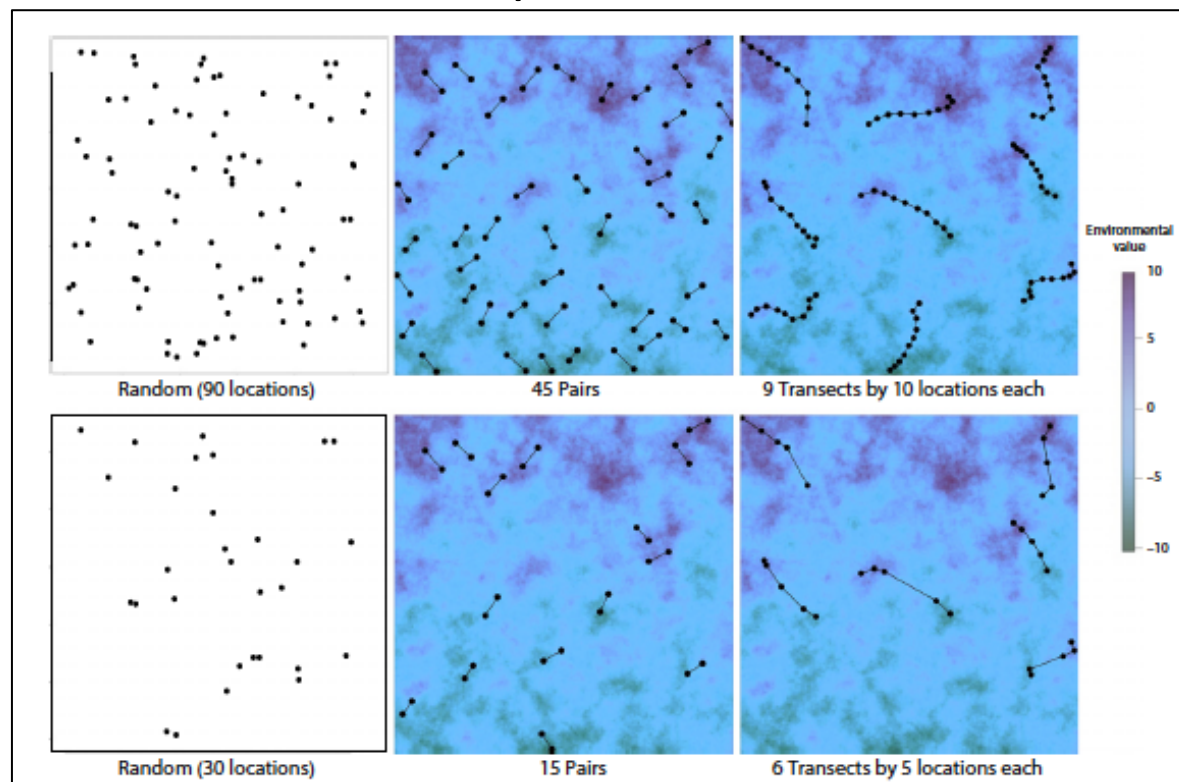 Random (90 locations)
45 Pairs
9 Transects by 10 locations each
Environmental
value
10
5
0
−5
−10
Random (30 locations)
15 Pairs
6 Transects by 5 locations each